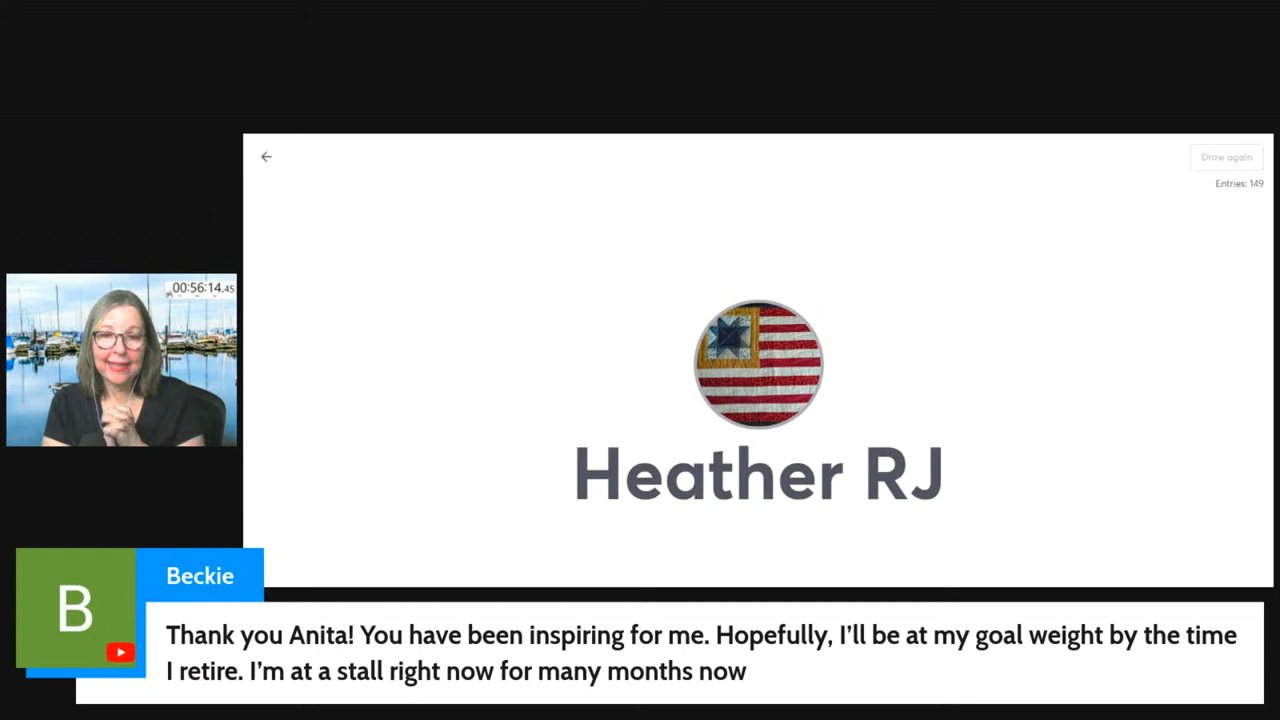 Draw again
Entries: 149
00:56:14.45
Heather RJ
B
Beckie
Thank you Anita! You have been inspiring for me. Hopefully, I'll be at my goal weight by the time
I retire. I'm at a stall right now for many months now